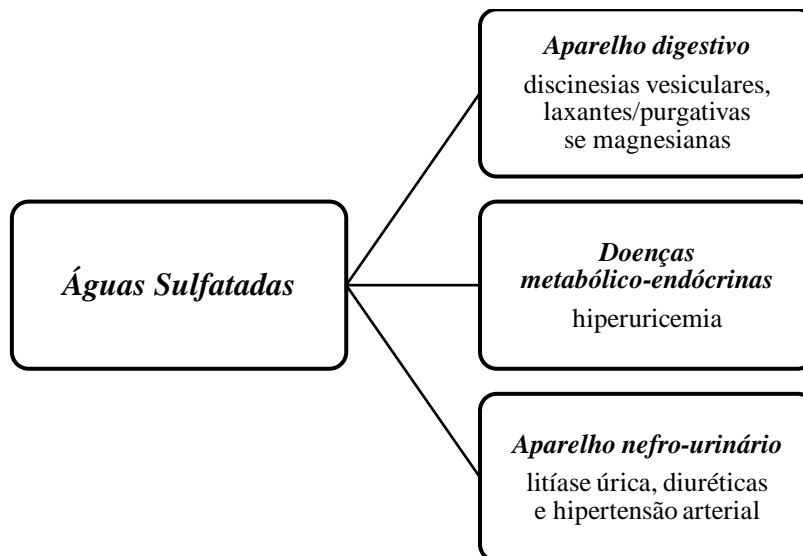 Aparelho digestivo
discinesias vesiculares,
laxantes/purgativas
se magnesianas
Águas Sulfatadas
Doenças
metabólico-endócrinas
hiperuricemia
Aparelho nefro-urinário
litíase úrica, diuréticas
e hipertensão arterial